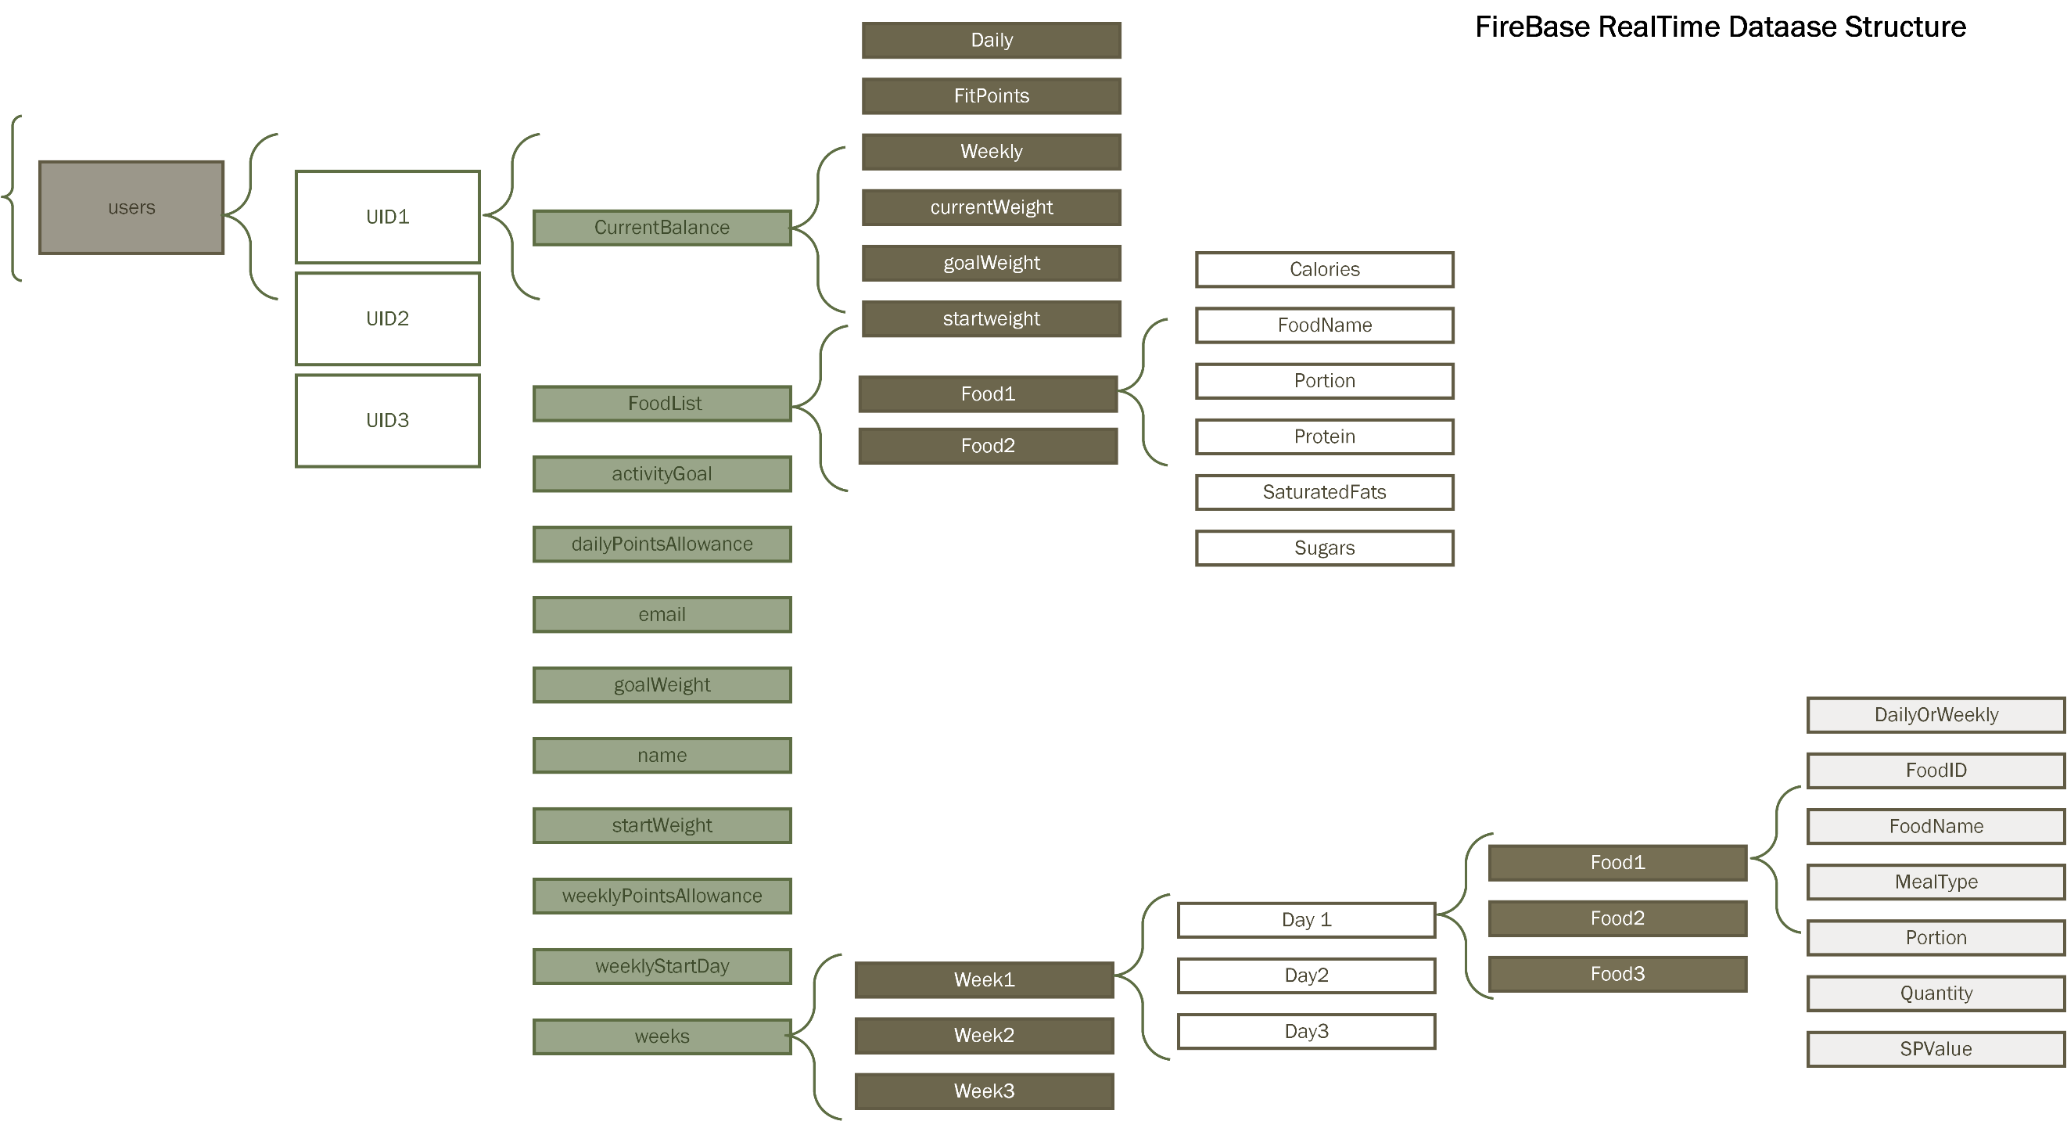 FireBase RealTime Dataase Structure
users
UID1
UID2
UID3
CurrentBalance
FoodList
activityGoal
dailyPointsAllowance
email
goalWeight
name
startWeight
weeklyPointsAllowance
weeklyStartDay
weeks
Daily
FitPoints
Weekly
currentWeight
goalWeight
startweight
Food1
Food2
Calories
FoodName
Portion
Protein
SaturatedFats
Sugars
Week1
Week2
Week3
Day 1
Day2
Day3
Food1
Food2
Food3
DailyOrWeekly
FoodID
FoodName
MealType
Portion
Quantity
SPValue